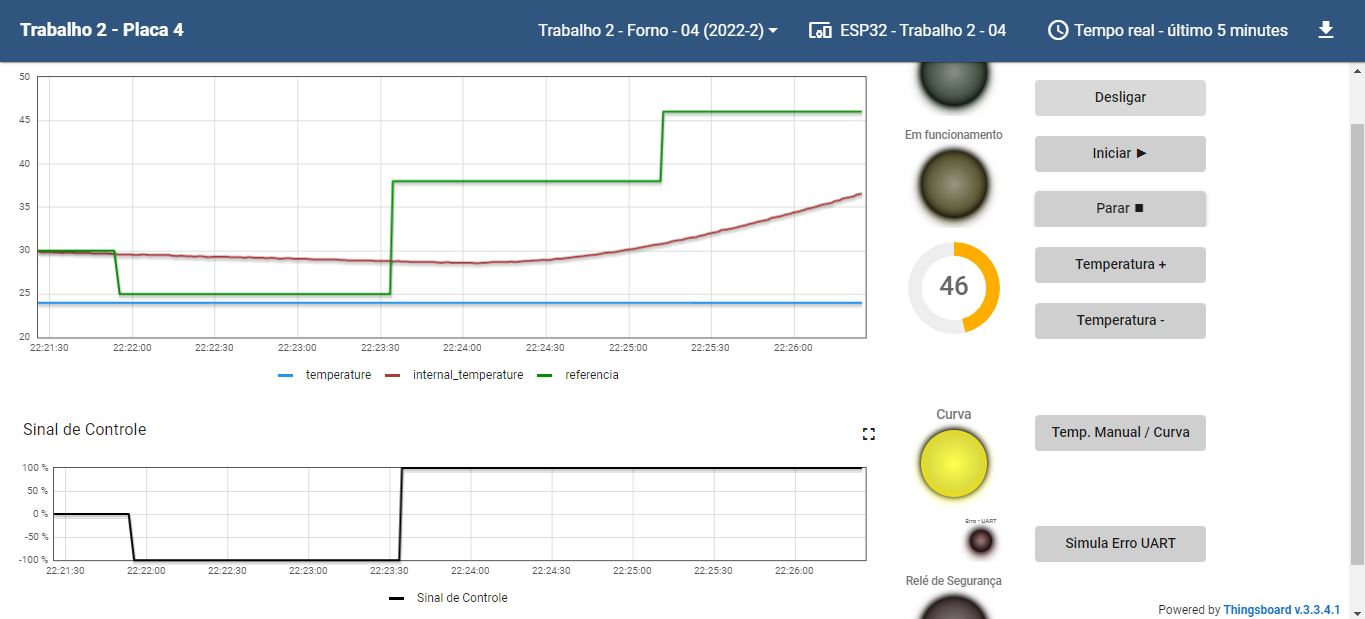 Trabalho 2 - Placa 4
Trabalho 2 - Forno - 04 (2022-2)
ESP32 - Trabalho 2 - 04
Tempo real - último 5 minutes
50
45
40
35
30
25
20
22:21:30 22:22:00 22:22:30 22:23:00 22:23:30 22:24:00 22:24:30 22:25:00 22:25:30 22:26:00
temperature internal_temperature referencia
Sinal de Controle
100 %
50 %
0 %
-50 %
-100 %
22:21:30 22:22:00 22:22:30 22:23:00 22:23:30 22:24:00 22:24:30 22:25:00 22:25:30 22:26:00
Sinal de Controle
Em funcionamento
46
Curva
Erro - UART
Relé de Segurança
Desligar
Iniciar ►
Parar ■
Temperatura +
Temperatura -
Temp. Manual / Curva
Simula Erro UART
Powered by Thingsboard v.3.3.4.1